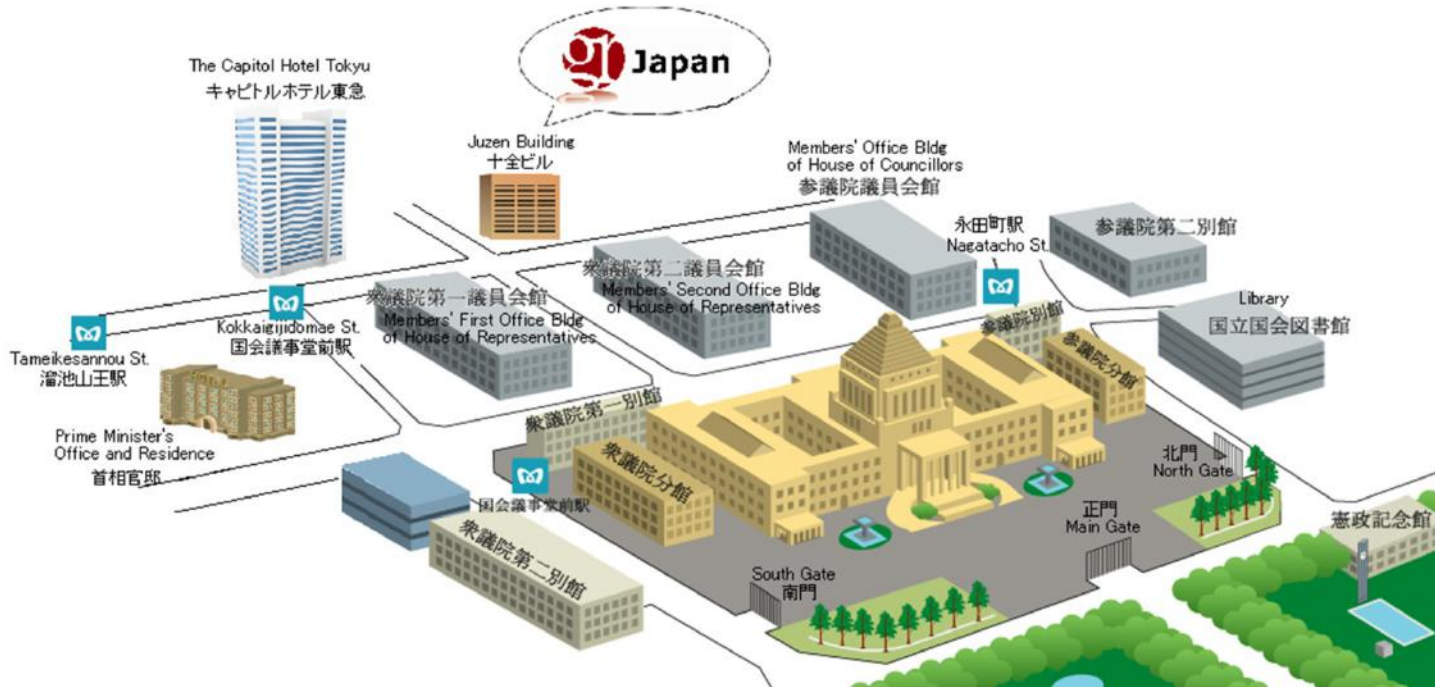 The Capitol Hotel Tokyu
キャピトルホテル東急
gr Japan
Juzen Building
十全ビル
Members' Office Bldg
of House of Councillors
参議院議員会館
永田町駅
Nagatacho St.
参議院第二別館
衆議院第二議員会館
Members' Second Office Bldg
of House of Representatives
衆議院第一議員会館
Members' First Office Bldg
of House of Representatives
Kokkaigijidomae St.
国会議事堂前駅
Tameikesannou St.
溜池山王駅
Library
国立国会図書館
参議院別館
参議院分館
Prime Minister's
Office and Residence
首相官邸
衆議院第一別館
衆議院分館
国会議事堂前駅
衆議院第二別館
北門
North Gate
正門
Main Gate
South Gate
南門
憲政記念館